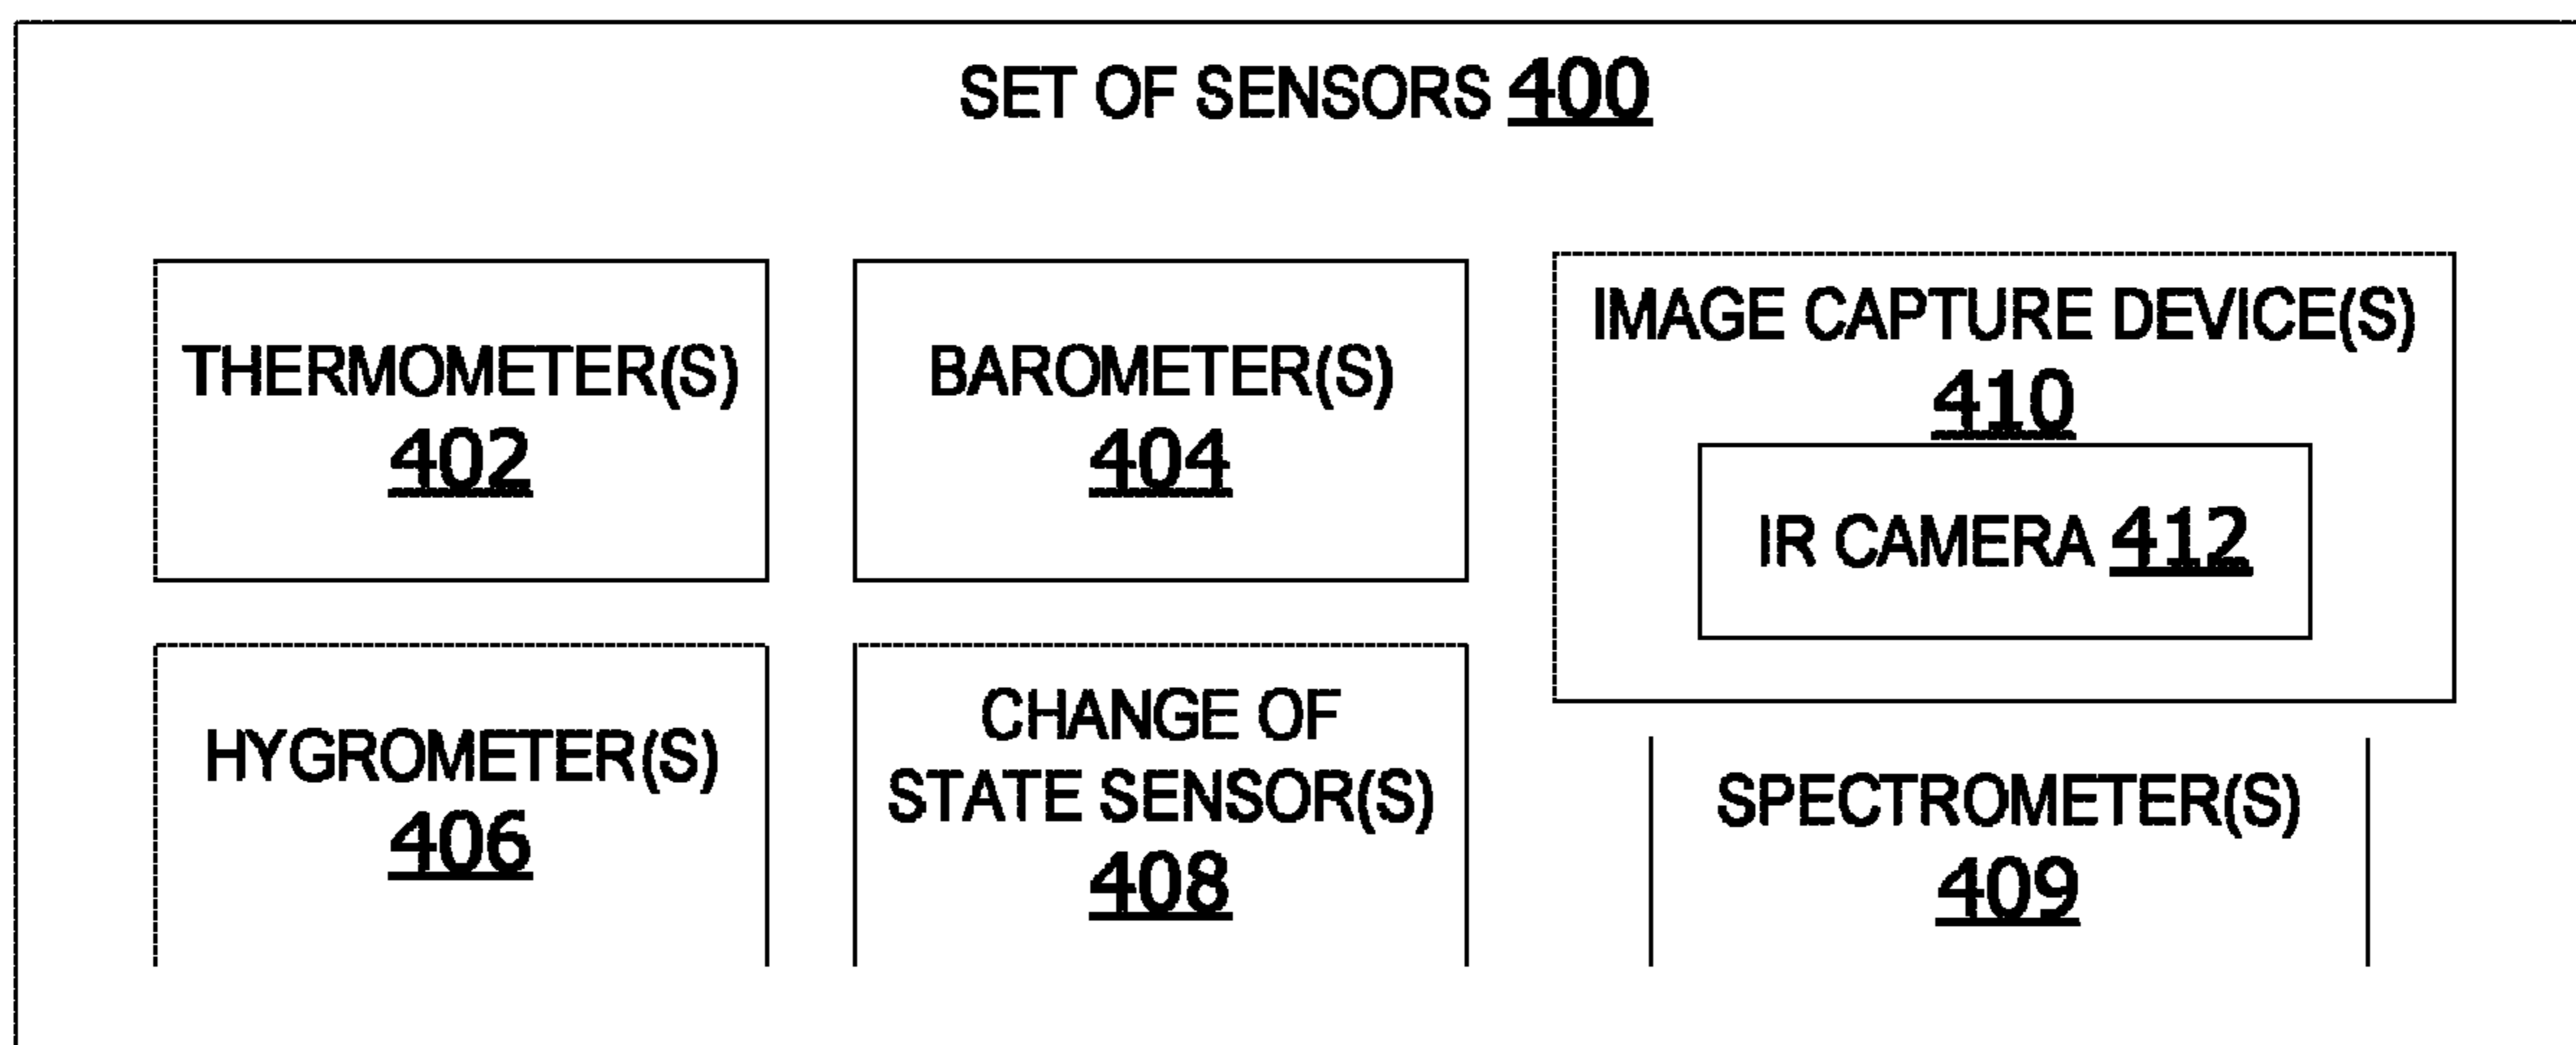 SET OF SENSORS 400
THERMOMETER(S)
402
BAROMETER(S)
404
IMAGE CAPTURE DEVICE(S)
410
IR CAMERA 412
HYGROMETER(S)
406
CHANGE OF
STATE SENSOR(S)
408
SPECTROMETER(S)
409